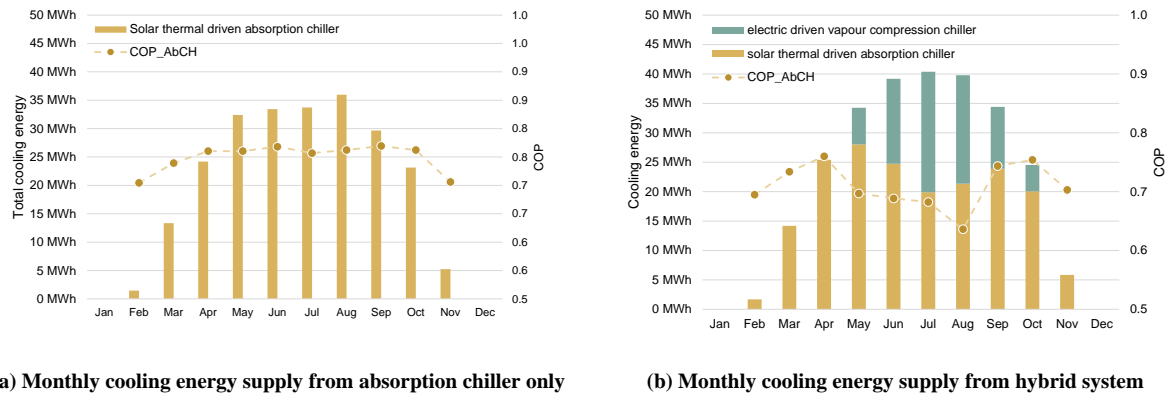 50 MWh
45 MWh
40 MWh
35 MWh
30 MWh
25 MWh
20 MWh
15 MWh
10 MWh
5 MWh
0 MWh
Total cooling energy
Solar thermal driven absorption chiller
COP_AbCH
1.0
1.0
0.9
0.9
0.8
0.8
0.7
0.7
0.6
0.6
0.5
COP
Jan Feb Mar Apr May Jun Jul Aug Sep Oct Nov Dec
a) Monthly cooling energy supply from absorption chiller only
50 MWh
45 MWh
40 MWh
35 MWh
30 MWh
25 MWh
20 MWh
15 MWh
10 MWh
5 MWh
0 MWh
Cooling energy
electric driven vapour compression chiller
solar thermal driven absorption chiller
COP_AbCH
1.0
0.9
0.8
0.7
0.6
0.5
COP
Jan Feb Mar Apr May Jun Jul Aug Sep Oct Nov Dec
(b) Monthly cooling energy supply from hybrid system